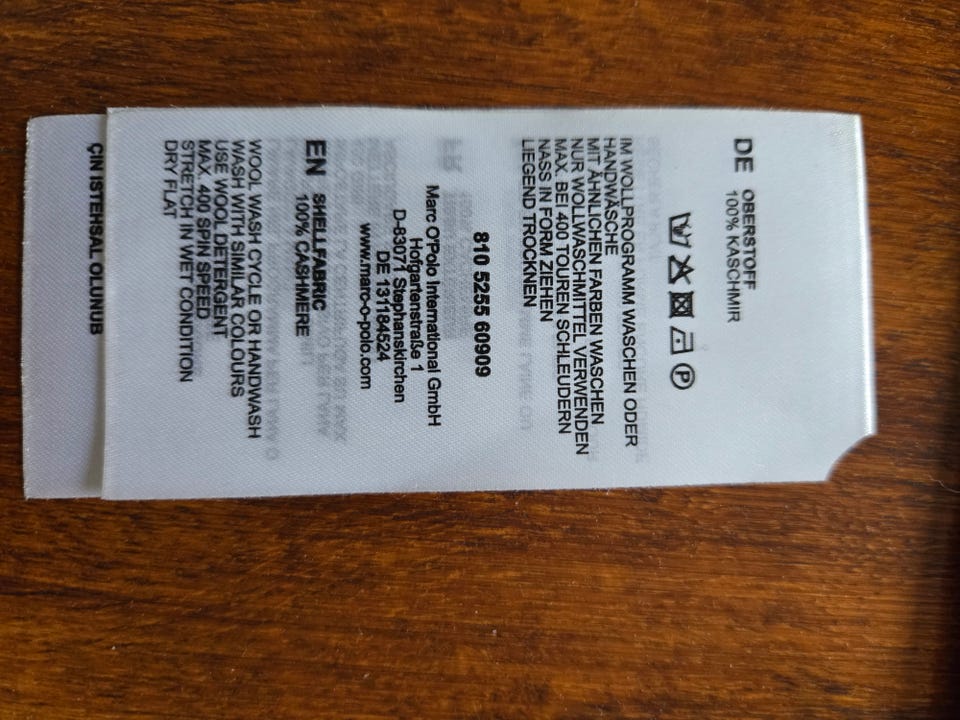 DE OBERSTOFF
100% KASCHMIR
P
IM WOLLPROGRAMM WASCHEN ODER
HANDWÄSCHE
MIT ÄHNLICHEN FARBEN WASCHEN
NUR WOLLWASCHMITTEL VERWENDEN
MAX. BEI 400 TOUREN SCHLEUDERN
NASS IN FORM ZIEHEN
LIEGEND TROCKNEN
810 5255 60909
Marc O'Polo International GmbH
Hofgartenstraße 1
D-83071 Stephanskirchen
DE 131184524
www.marc-o-polo.com
EN SHELL FABRIC
100% CASHMERE
WOOL WASH CYCLE OR HANDWASH
WASH WITH SIMILAR COLOURS
USE WOOL DETERGENT
MAX. 400 SPIN SPEED
STRETCH IN WET CONDITION
DRY FLAT
ÇIN ISTEHSAL OLUNUB